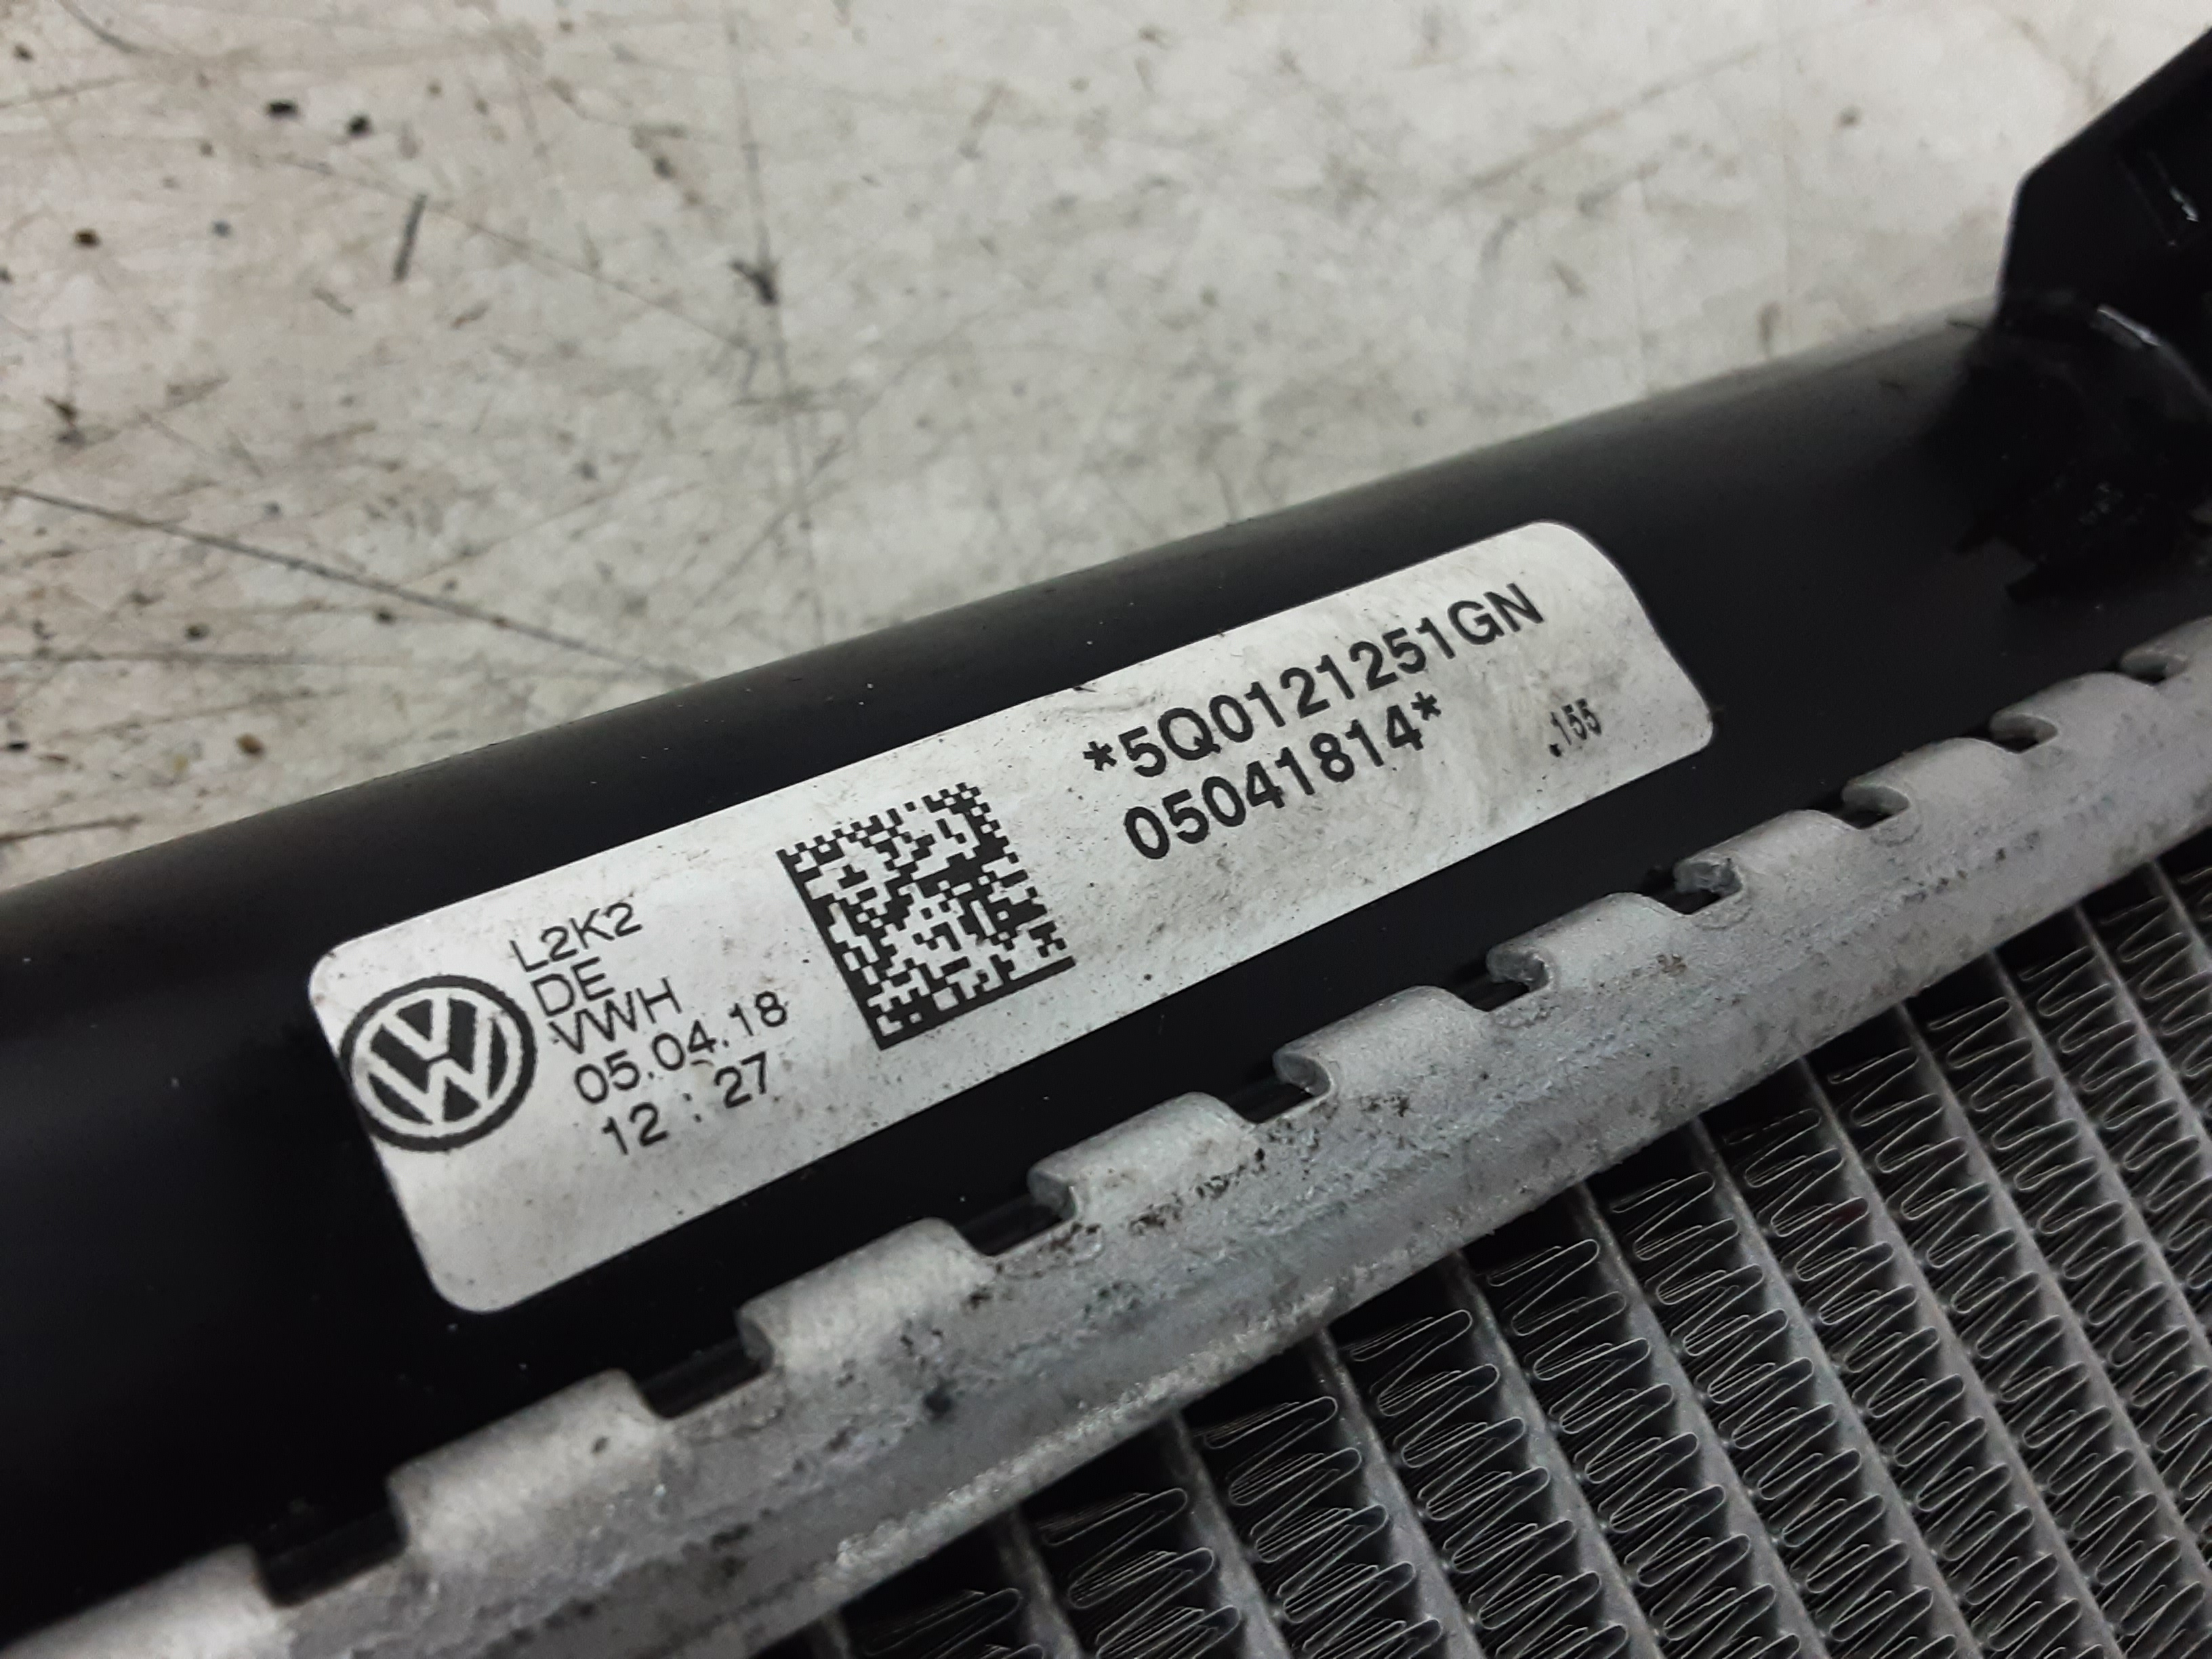 L2K2
DE
VWH
05.04.18
12:27
*5Q0121251GN
05041814*
.155